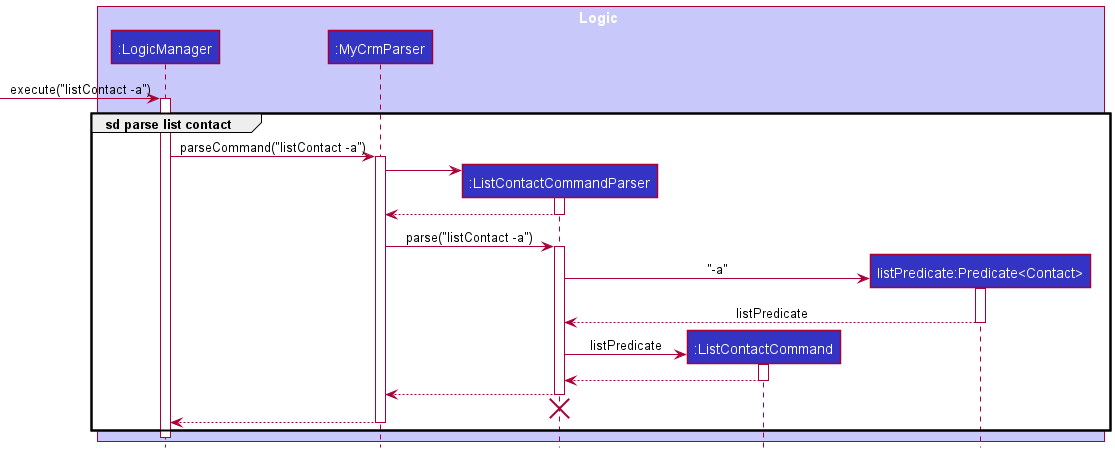 Logic
:LogicManager
:MyCrmParser
execute("listContact -a")
sd parse list contact
parseCommand("listContact -a")
:ListContactCommandParser
parse("listContact -a")
"-a"
listPredicate:Predicate<Contact>
listPredicate
listPredicate
:ListContactCommand